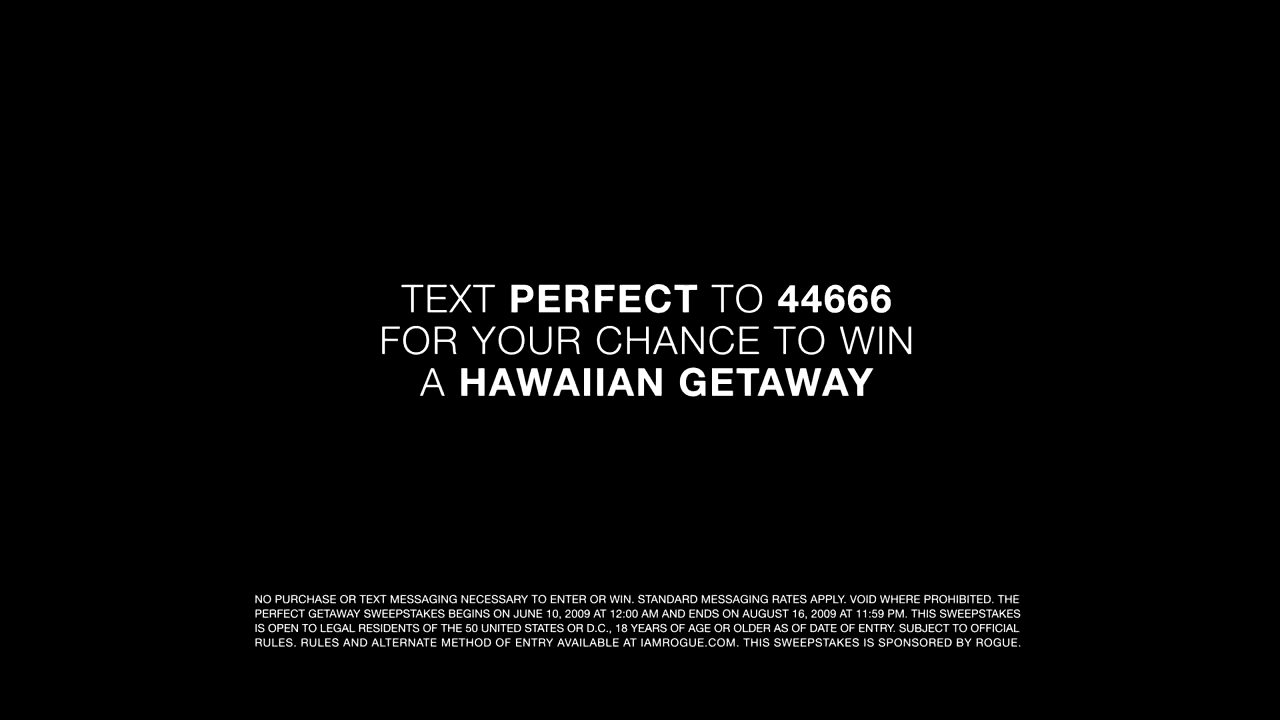 TEXT PERFECT TO 44666
FOR YOUR CHANCE TO WIN
A HAWAIIAN GETAWAY
NO PURCHASE OR TEXT MESSAGING NECESSARY TO ENTER OR WIN. STANDARD MESSAGING RATES APPLY. VOID WHERE PROHIBITED. THE
PERFECT GETAWAY SWEEPSTAKES BEGINS ON JUNE 10, 2009 AT 12:00 AM AND ENDS ON AUGUST 16, 2009 AT 11:59 PM. THIS SWEEPSTAKES
IS OPEN TO LEGAL RESIDENTS OF THE 50 UNITED STATES OR D.C., 18 YEARS OF AGE OR OLDER AS OF DATE OF ENTRY. SUBJECT TO OFFICIAL
RULES. RULES AND ALTERNATE METHOD OF ENTRY AVAILABLE AT IAMROGUE.COM. THIS SWEEPSTAKES IS SPONSORED BY ROGUE.